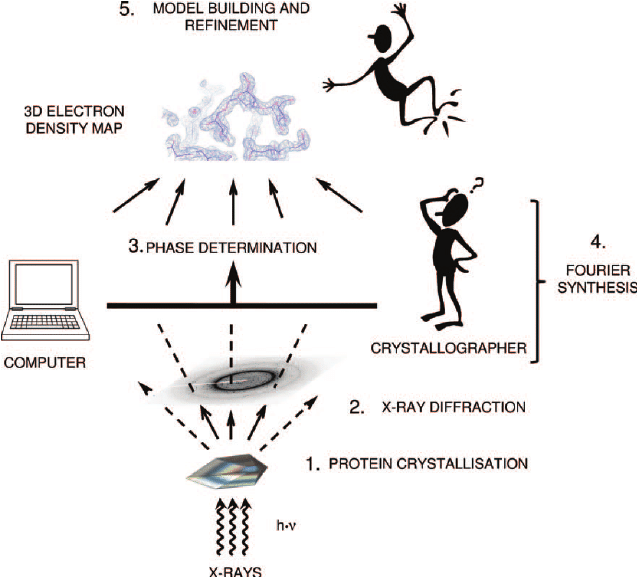 5. MODEL BUILDING AND
REFINEMENT
3D ELECTRON
DENSITY MAP
?
3. PHASE DETERMINATION
4.
FOURIER
SYNTHESIS
COMPUTER
CRYSTALLOGRAPHER
2. X-RAY DIFFRACTION
1. PROTEIN CRYSTALLISATION
h·ν
X-RAYS